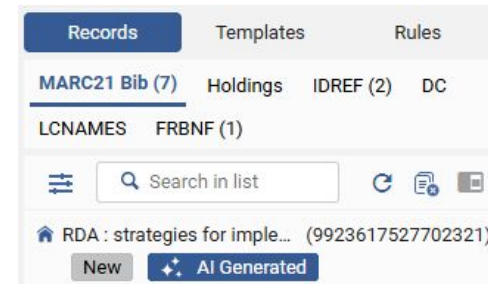 Records Templates Rules
MARC21 Bib (7) Holdings IDREF (2) DC
LCNAMES FRBNF (1)
Search in list
RDA : strategies for imple... (9923617527702321)
New AI Generated